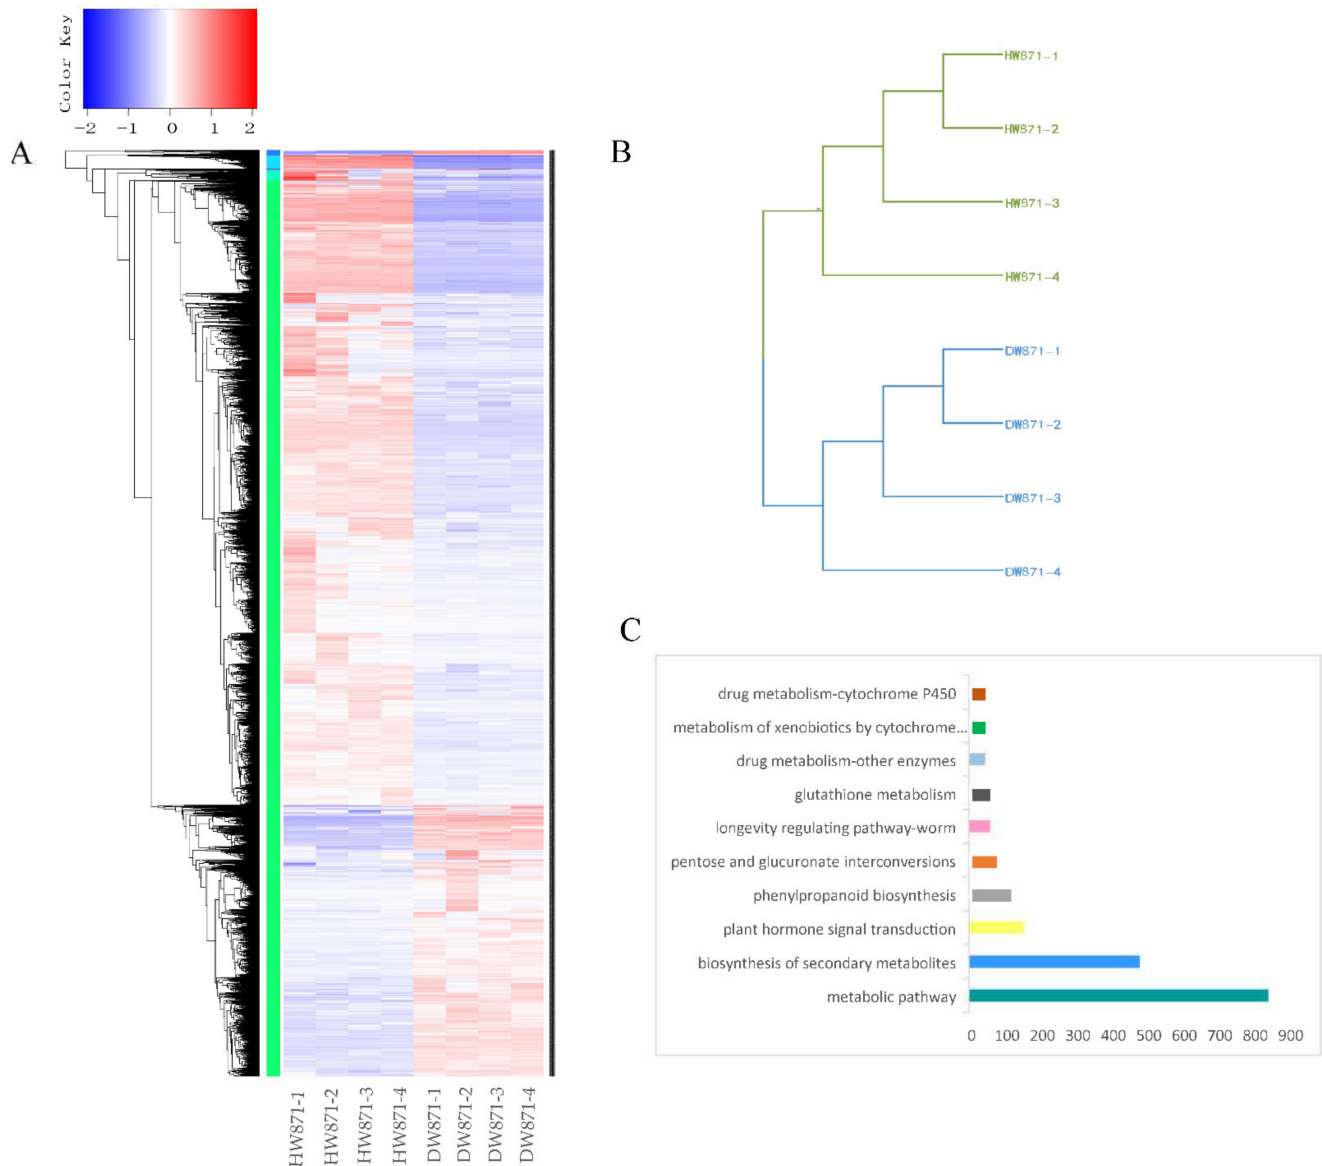 Color Key
-2 -1 0 1 2
A
HW871-1
HW871-2
HW871-3
HW871-4
DW871-1
DW871-2
DW871-3
DW871-4
B
HW871-1
HW871-2
HW871-3
HW871-4
DW871-1
DW871-2
DW871-3
DW871-4
C
drug metabolism-cytochrome P450
metabolism of xenobiotics by cytochrome...
drug metabolism-other enzymes
glutathione metabolism
longevity regulating pathway-worm
pentose and glucuronate interconversions
phenylpropanoid biosynthesis
plant hormone signal transduction
biosynthesis of secondary metabolites
metabolic pathway
0 100 200 300 400 500 600 700 800 900